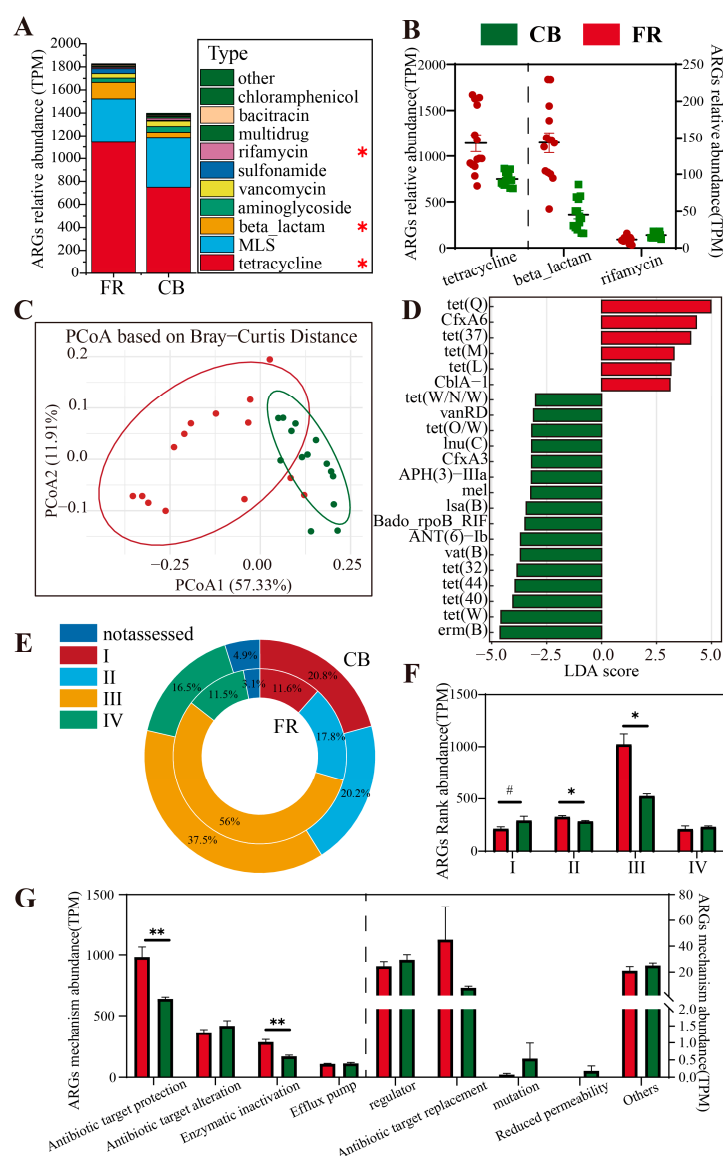 A
ARGs relative abundance (TPM)
2000
1800
1600
1400
1200
1000
800
600
400
200
0
FR
CB
Type
other
chloramphenicol
bacitracin
multidrug
rifamycin *
sulfonamide
vancomycin
aminoglycoside
beta_lactam *
MLS
tetracycline *
B
CB
FR
ARGs relative abundance(TPM)
2000
1500
1000
500
0
250
200
150
100
50
0
ARGs relative abundance(TPM)
tetracycline
beta_lactam
rifamycin
C
PCoA based on Bray−Curtis Distance
PCoA2 (11.91%)
0.2
0.1
0.0
−0.1
−0.25
0.00
0.25
PCoA1 (57.33%)
D
tet(Q)
CfxA6
tet(37)
tet(M)
tet(L)
CblA−1
tet(W/N/W)
vanRD
tet(O/W)
lnu(C)
CfxA3
APH(3)−IIIa
mel
lsa(B)
Bado_rpoB_RIF
ANT(6)−Ib
vat(B)
tet(32)
tet(44)
tet(40)
tet(W)
erm(B)
−5.0
−2.5
0.0
2.5
5.0
LDA score
E
notassessed
I
II
III
IV
CB
FR
4.9%
20.8%
16.5%
11.5%
3.1%
11.6%
17.8%
20.2%
56%
37.5%
F
ARGs Rank abundance(TPM)
1500
1000
500
0
#
*
*
I
II
III
IV
G
ARGs mechanism abundance(TPM)
1500
1000
500
0
**
**
80
60
40
20
2.0
1.5
1.0
0.5
0.0
ARGs mechanism abundance(TPM)
Antibiotic target protection
Antibiotic target alteration
Enzymatic inactivation
Efflux pump
regulator
Antibiotic target replacement
mutation
Reduced permeability
Others